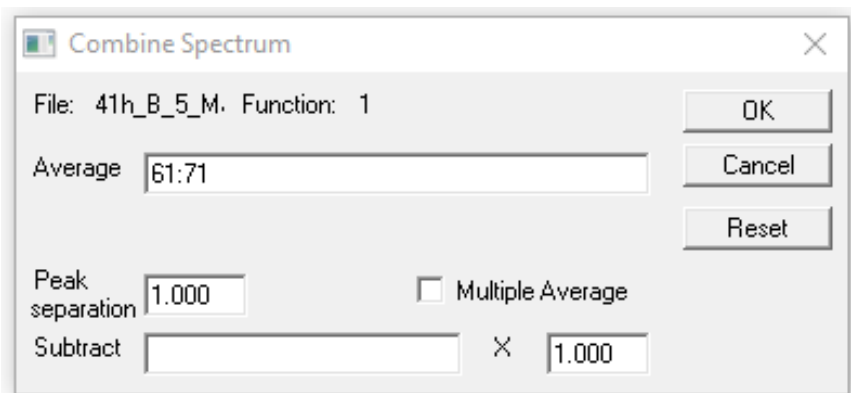 Combine Spectrum
File: 41h_B_5_M. Function: 1
OK
Average 61:71
Cancel
Reset
Peak
separation 1.000
Multiple Average
Subtract
X 1.000